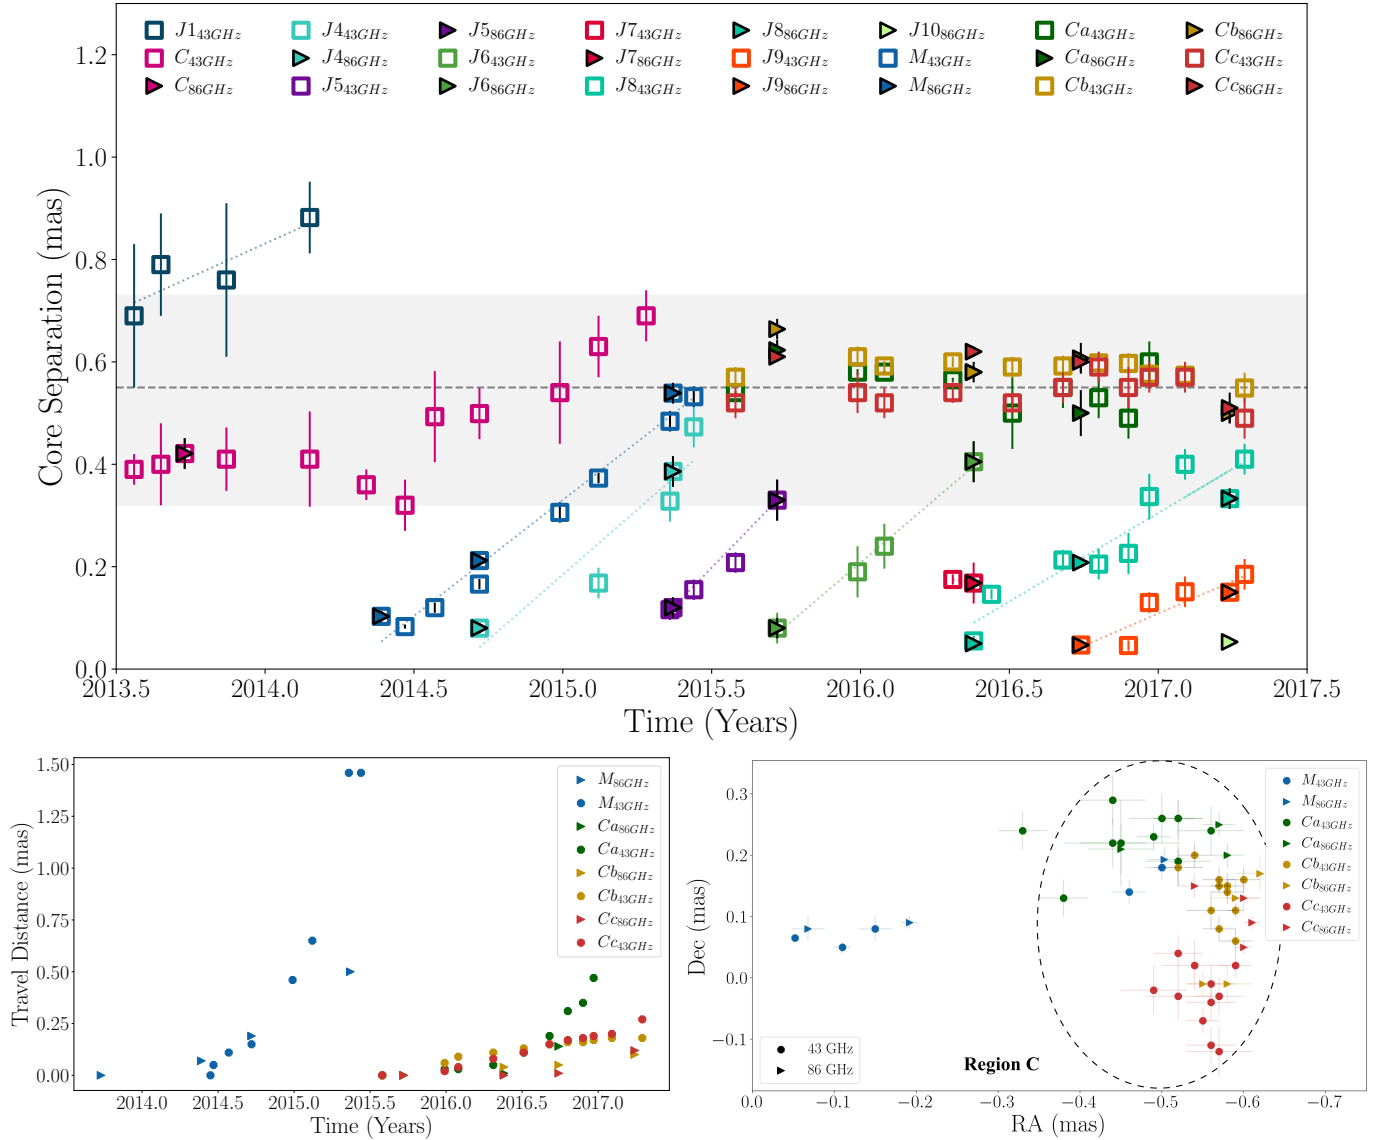 J1_{43GHz} J4_{43GHz} J5_{86GHz} J7_{43GHz} J8_{86GHz} J10_{86GHz} Ca_{43GHz} Cb_{86GHz}
C_{43GHz} J4_{86GHz} J6_{43GHz} J7_{86GHz} J9_{43GHz} M_{43GHz} Ca_{86GHz} Cc_{43GHz}
C_{86GHz} J5_{43GHz} J6_{86GHz} J8_{43GHz} J9_{86GHz} M_{86GHz} Cb_{43GHz} Cc_{86GHz}
Core Separation (mas)
1.2
1.0
0.8
0.6
0.4
0.2
0.0
2013.5 2014.0 2014.5 2015.0 2015.5 2016.0 2016.5 2017.0 2017.5
Time (Years)
Travel Distance (mas)
1.50
1.25
1.00
0.75
0.50
0.25
0.00
M_{86GHz}
M_{43GHz}
Ca_{86GHz}
Ca_{43GHz}
Cb_{86GHz}
Cb_{43GHz}
Cc_{86GHz}
Cc_{43GHz}
2014.0 2014.5 2015.0 2015.5 2016.0 2016.5 2017.0
Time (Years)
Dec (mas)
0.3
0.2
0.1
0.0
−0.1
M_{43GHz}
M_{86GHz}
Ca_{43GHz}
Ca_{86GHz}
Cb_{43GHz}
Cb_{86GHz}
Cc_{43GHz}
Cc_{86GHz}
43 GHz
86 GHz
Region C
0.0 −0.1 −0.2 −0.3 −0.4 −0.5 −0.6 −0.7
RA (mas)